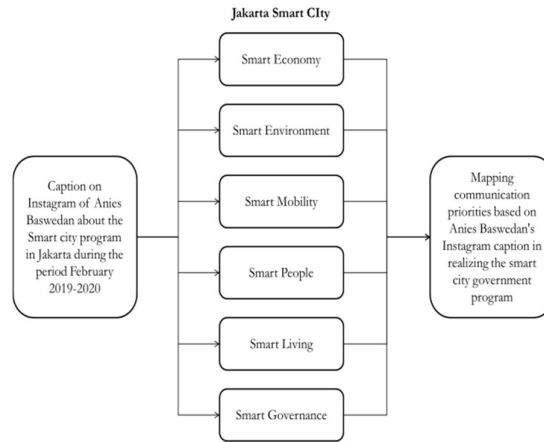 Jakarta Smart CIty
Caption on
Instagram of Anies
Baswedan about the
Smart city program
in Jakarta during the
period February
2019-2020
Smart Economy
Smart Environment
Smart Mobility
Smart People
Smart Living
Smart Governance
Mapping
communication
priorities based on
Anies Baswedan's
Instagram caption in
realizing the smart
city government
program